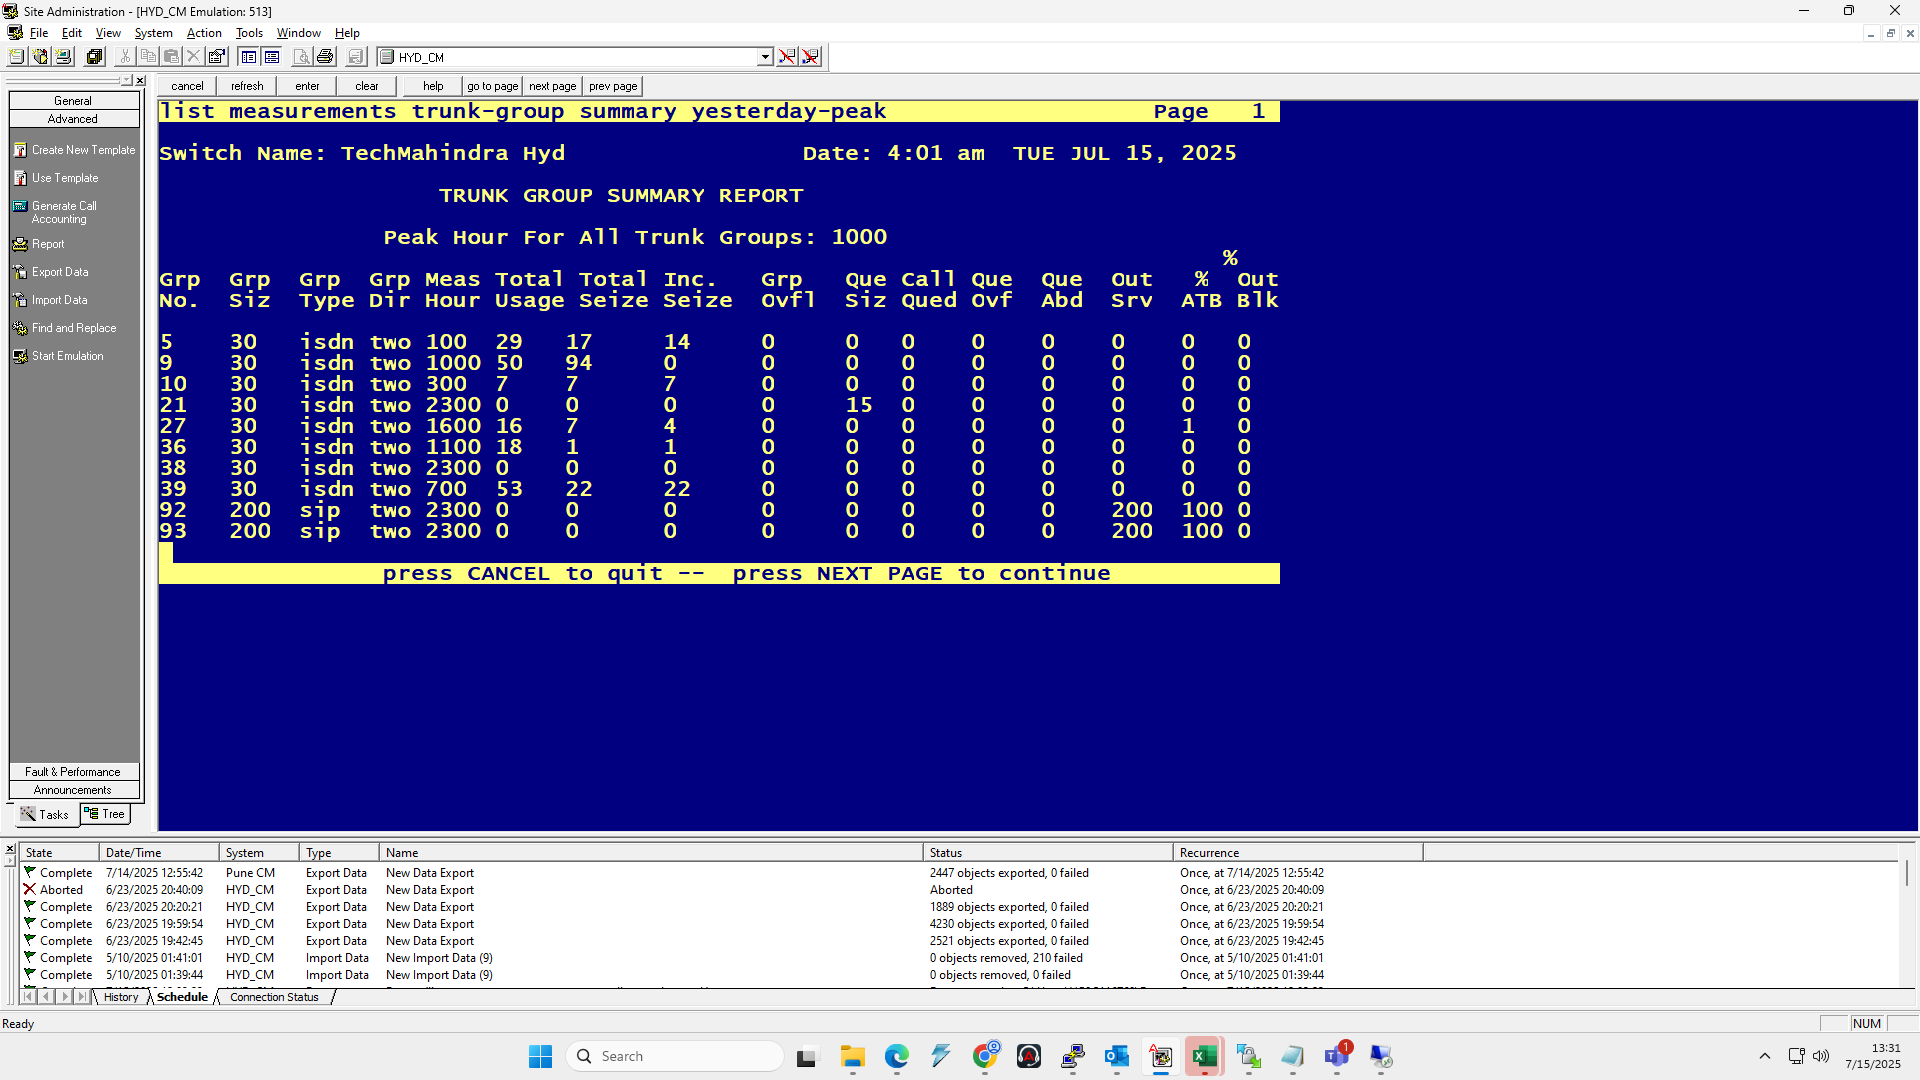 Site Administration - [HYD_CM Emulation: 513]
File Edit View System Action Tools Window Help
HYD_CM
cancel refresh enter clear help go to page next page prev page
General
Advanced
Create New Template
Use Template
Generate Call
Accounting
Report
Export Data
Import Data
Find and Replace
Start Emulation
Fault & Performance
Announcements
Tasks Tree
list measurements trunk-group summary yesterday-peak Page 1
Switch Name: TechMahindra Hyd Date: 4:01 am TUE JUL 15, 2025
TRUNK GROUP SUMMARY REPORT
Peak Hour For All Trunk Groups: 1000
%
Grp Grp Grp Grp Meas Total Total Inc. Grp Que Call Que Que Out % Out
No. Siz Type Dir Hour Usage Seize Seize Ovfl Siz Qued Ovf Abd Srv ATB Blk
5 30 isdn two 100 29 17 14 0 0 0 0 0 0 0 0
9 30 isdn two 1000 50 94 0 0 0 0 0 0 0 0 0
10 30 isdn two 300 7 7 7 0 0 0 0 0 0 0 0
21 30 isdn two 2300 0 0 0 0 15 0 0 0 0 0 0
27 30 isdn two 1600 16 7 4 0 0 0 0 0 0 1 0
36 30 isdn two 1100 18 1 1 0 0 0 0 0 0 0 0
38 30 isdn two 2300 0 0 0 0 0 0 0 0 0 0 0
39 30 isdn two 700 53 22 22 0 0 0 0 0 0 0 0
92 200 sip two 2300 0 0 0 0 0 0 0 0 200 100 0
93 200 sip two 2300 0 0 0 0 0 0 0 0 200 100 0
press CANCEL to quit -- press NEXT PAGE to continue
State Date/Time System Type Name Status Recurrence
Complete 7/14/2025 12:55:42 Pune CM Export Data New Data Export 2447 objects exported, 0 failed Once, at 7/14/2025 12:55:42
Aborted 6/23/2025 20:40:09 HYD_CM Export Data New Data Export Aborted Once, at 6/23/2025 20:40:09
Complete 6/23/2025 20:20:21 HYD_CM Export Data New Data Export 1889 objects exported, 0 failed Once, at 6/23/2025 20:20:21
Complete 6/23/2025 19:59:54 HYD_CM Export Data New Data Export 4230 objects exported, 0 failed Once, at 6/23/2025 19:59:54
Complete 6/23/2025 19:42:45 HYD_CM Export Data New Data Export 2521 objects exported, 0 failed Once, at 6/23/2025 19:42:45
Complete 5/10/2025 01:41:01 HYD_CM Import Data New Import Data (9) 0 objects removed, 210 failed Once, at 5/10/2025 01:41:01
Complete 5/10/2025 01:39:44 HYD_CM Import Data New Import Data (9) 0 objects removed, 0 failed Once, at 5/10/2025 01:39:44
History Schedule Connection Status
Ready NUM
Search 1 13:31
7/15/2025